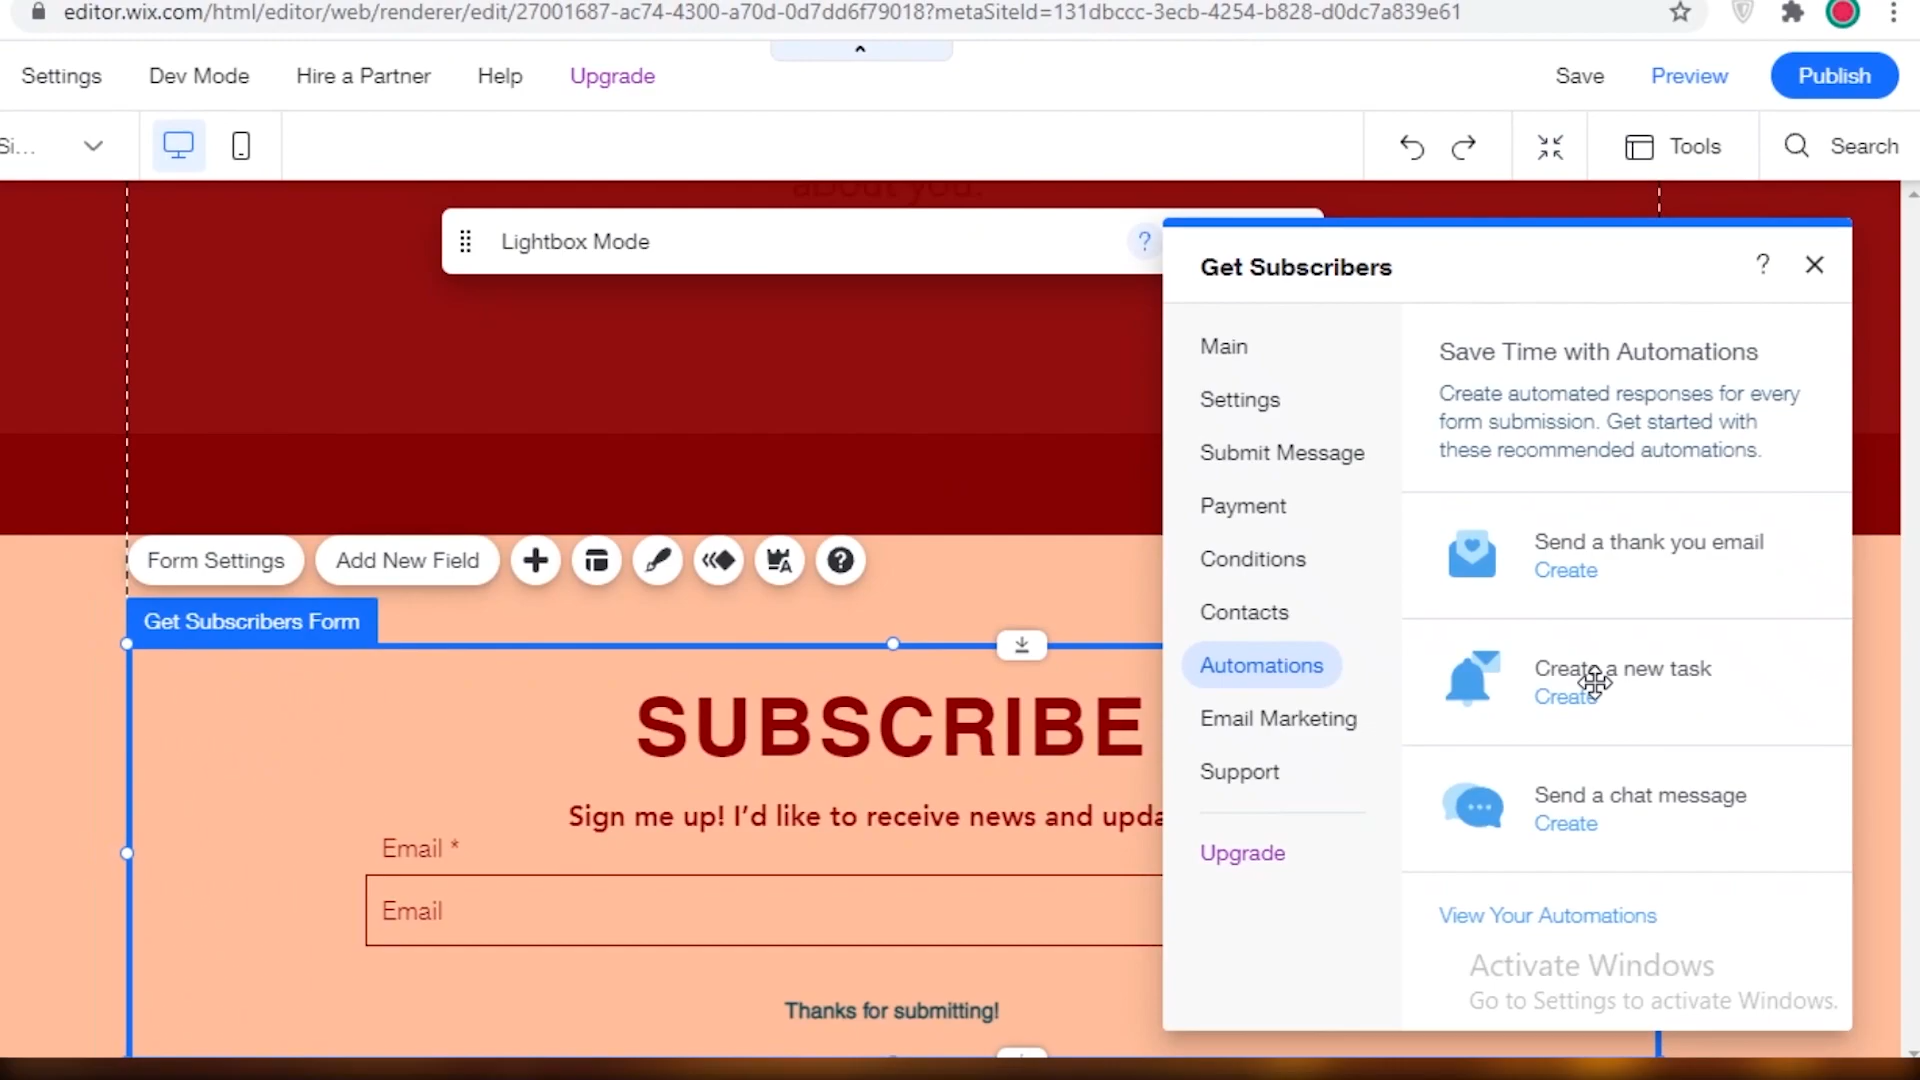 editor.wix.com/html/editor/web/renderer/edit/27001687-ac74-4300-a70d-0d7dd6f79018?metaSiteId=131dbccc-3ecb-4254-b828-d0dc7a839e61
Settings Dev Mode Hire a Partner Help Upgrade Save Preview Publish
Si... Tools Search
about you.
Lightbox Mode ?
Get Subscribers ?
Main
Settings
Submit Message
Payment
Conditions
Contacts
Automations
Email Marketing
Support
Upgrade
Save Time with Automations
Create automated responses for every
form submission. Get started with
these recommended automations.
Send a thank you email
Create
Create a new task
Create
Send a chat message
Create
View Your Automations
Activate Windows
Go to Settings to activate Windows.
Form Settings Add New Field
Get Subscribers Form
SUBSCRIBE
Sign me up! I'd like to receive news and upda
Email *
Email
Thanks for submitting!